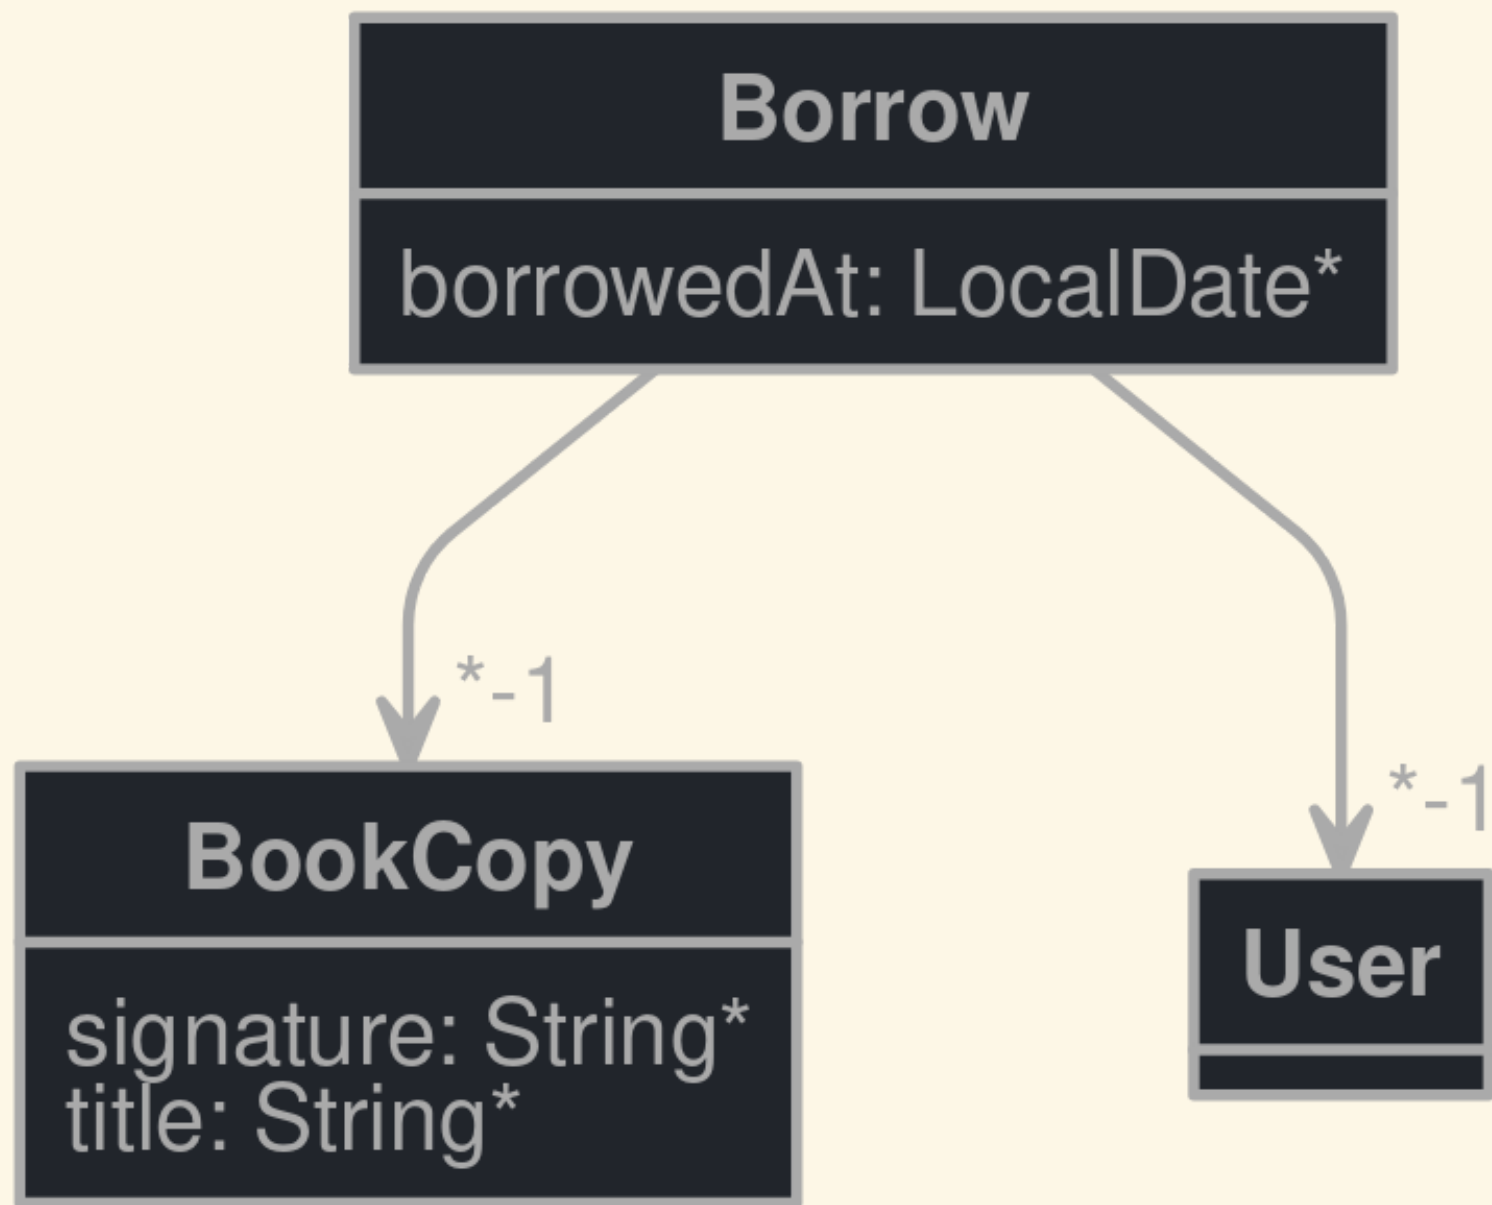 Borrow
borrowedAt: LocalDate*
*-1
*-1
BookCopy
User
signature: String*
title: String*